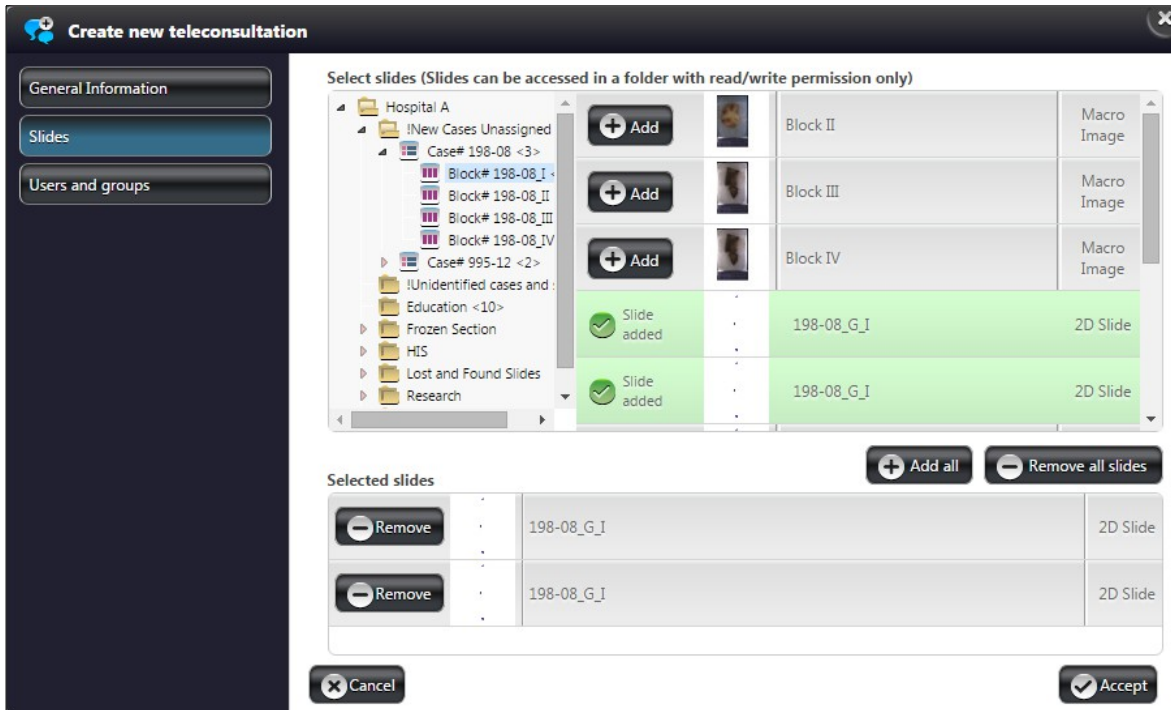 Create new teleconsultation
General Information
Slides
Users and groups
Select slides (Slides can be accessed in a folder with read/write permission only)
Hospital A
!New Cases Unassigned
Case# 198-08 <3>
Block# 198-08_I <
Block# 198-08_II
Block# 198-08_III
Block# 198-08_IV
Case# 995-12 <2>
!Unidentified cases and
Education <10>
Frozen Section
HIS
Lost and Found Slides
Research
Add
Block II
Macro
Image
Add
Block III
Macro
Image
Add
Block IV
Macro
Image
Slide
added
198-08_G_I
2D Slide
Slide
added
198-08_G_I
2D Slide
Add all
Remove all slides
Selected slides
Remove
198-08_G_I
2D Slide
Remove
198-08_G_I
2D Slide
Cancel
Accept